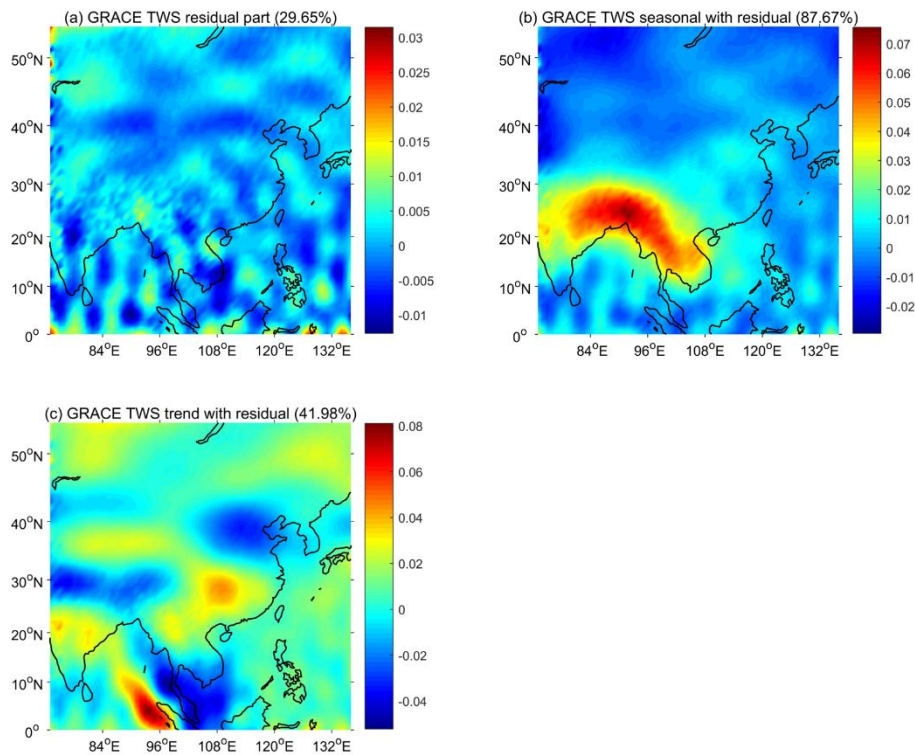 (a) GRACE TWS residual part (29.65%)
50°N
40°N
30°N
20°N
10°N
0°
84°E 96°E 108°E 120°E 132°E
0.03
0.025
0.02
0.015
0.01
0.005
0
-0.005
-0.01
(b) GRACE TWS seasonal with residual (87.67%)
50°N
40°N
30°N
20°N
10°N
0°
84°E 96°E 108°E 120°E 132°E
0.07
0.06
0.05
0.04
0.03
0.02
0.01
0
-0.01
-0.02
(c) GRACE TWS trend with residual (41.98%)
50°N
40°N
30°N
20°N
10°N
0°
84°E 96°E 108°E 120°E 132°E
0.08
0.06
0.04
0.02
0
-0.02
-0.04